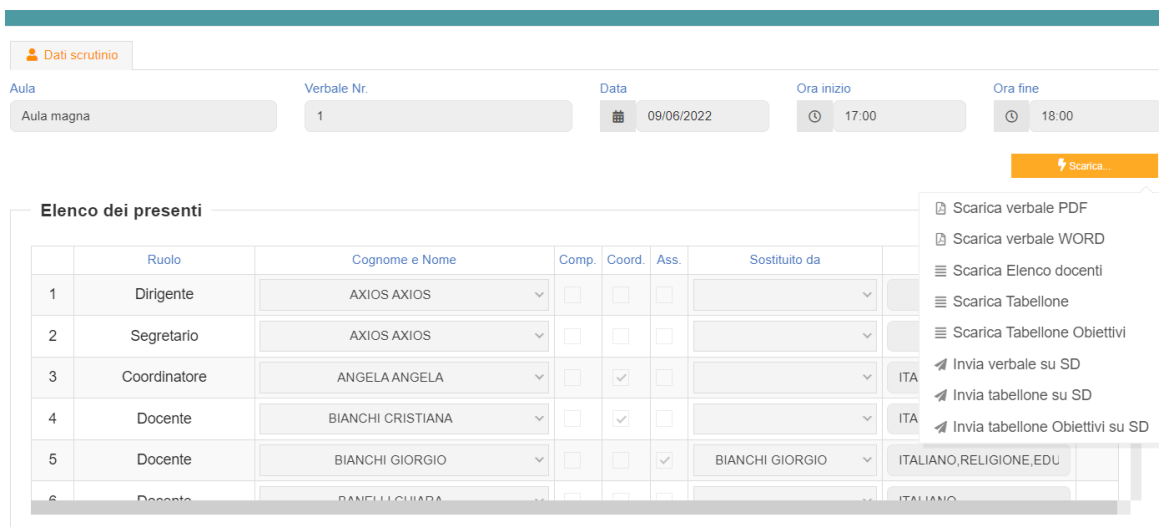 Dati scrutinio
Aula Verbale Nr. Data Ora inizio Ora fine
Aula magna 1 09/06/2022 17:00 18:00
Scarica...
Elenco dei presenti
Scarica verbale PDF
Scarica verbale WORD
Scarica Elenco docenti
Scarica Tabellone
Scarica Tabellone Obiettivi
Invia verbale su SD
Invia tabellone su SD
Invia tabellone Obiettivi su SD
Ruolo Cognome e Nome Comp. Coord. Ass. Sostituito da
1 Dirigente AXIOS AXIOS
2 Segretario AXIOS AXIOS
3 Coordinatore ANGELA ANGELA ITA
4 Docente BIANCHI CRISTIANA ITA
5 Docente BIANCHI GIORGIO BIANCHI GIORGIO ITALIANO,RELIGIONE,EDU
6 Docente ITALIANO